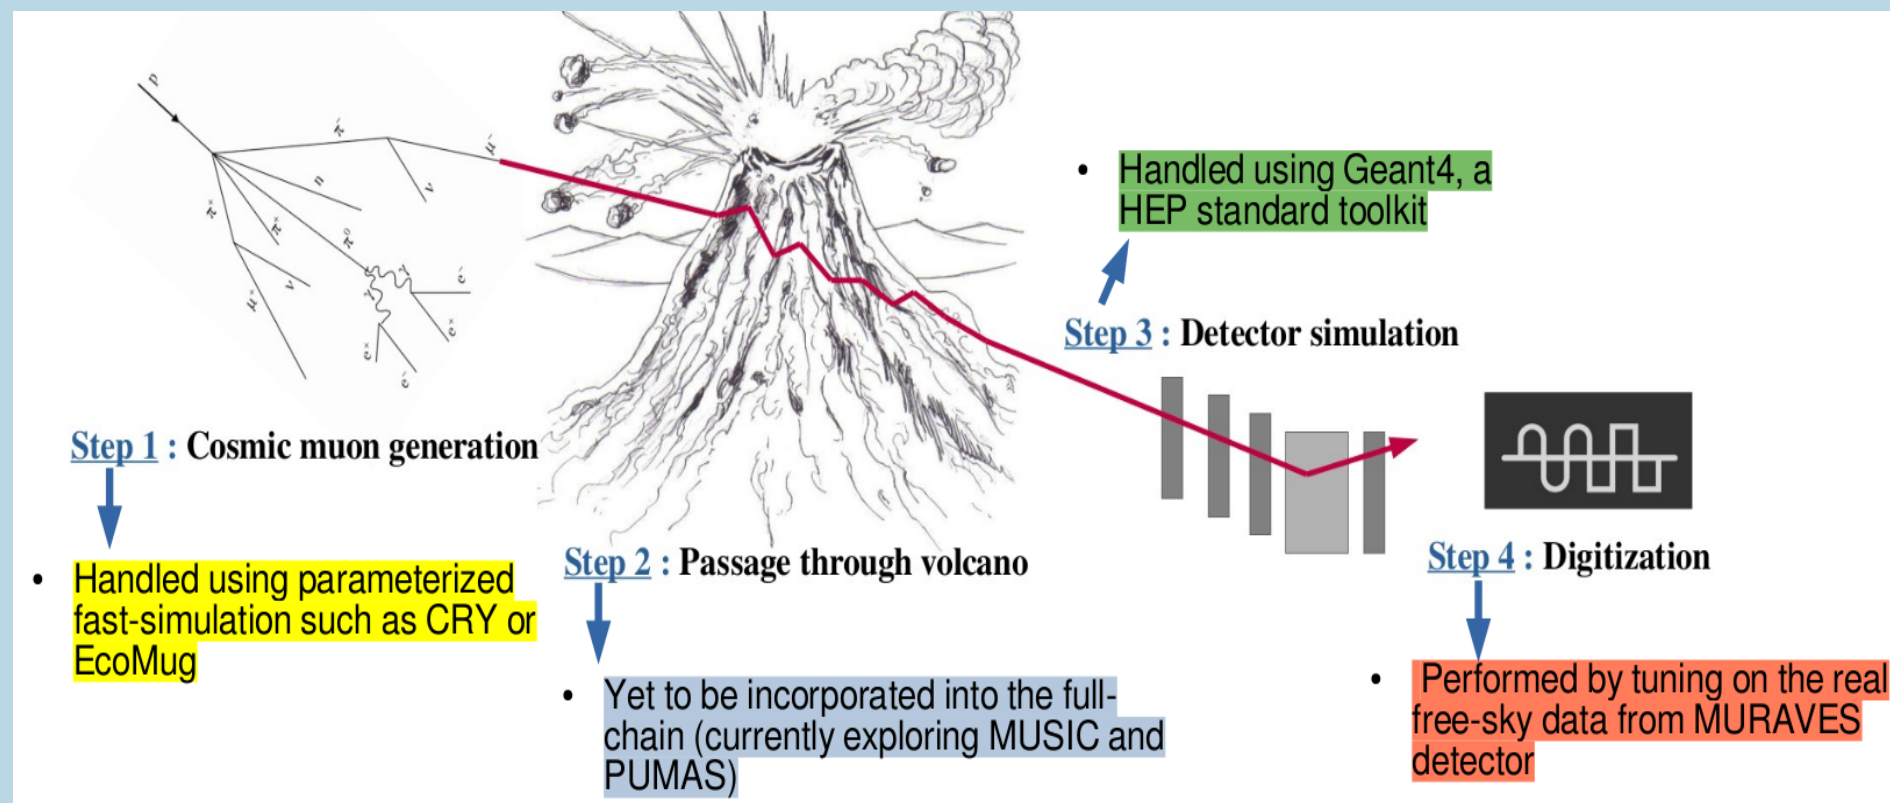 p
π⁻
μ⁻
n
ν
π⁺
π⁺
π⁰
γ
γ
e⁻
ν
μ⁺
e⁺
e⁺
e⁻
Step 1 : Cosmic muon generation
• Handled using parameterized
fast-simulation such as CRY or
EcoMug
Step 2 : Passage through volcano
• Yet to be incorporated into the full-
chain (currently exploring MUSIC and
PUMAS)
• Handled using Geant4, a
HEP standard toolkit
Step 3 : Detector simulation
Step 4 : Digitization
• Performed by tuning on the real
free-sky data from MURAVES
detector